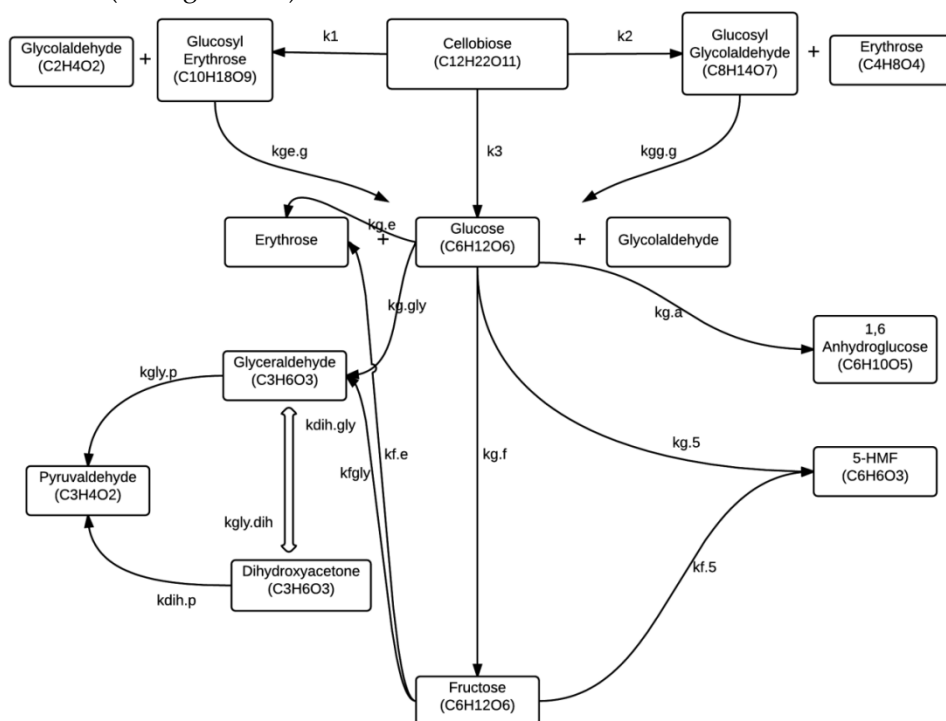 k1
k2
Glycolaldehyde
(C2H4O2)
+
Glucosyl
Erythrose
(C10H18O9)
Cellobiose
(C12H22O11)
Glucosyl
Glycolaldehyde
(C8H14O7)
+
Erythrose
(C4H8O4)
kge.g
k3
kgg.g
kg.e
Erythrose
+
Glucose
(C6H12O6)
+
Glycolaldehyde
kg.gly
kg.a
1,6
Anhydroglucose
(C6H10O5)
Glyceraldehyde
(C3H6O3)
kgly.p
kdih.gly
kf.e
kg.f
kg.5
5-HMF
(C6H6O3)
kfgly
Pyruvaldehyde
(C3H4O2)
kgly.dih
Dihydroxyacetone
(C3H6O3)
kdih.p
kf.5
Fructose
(C6H12O6)